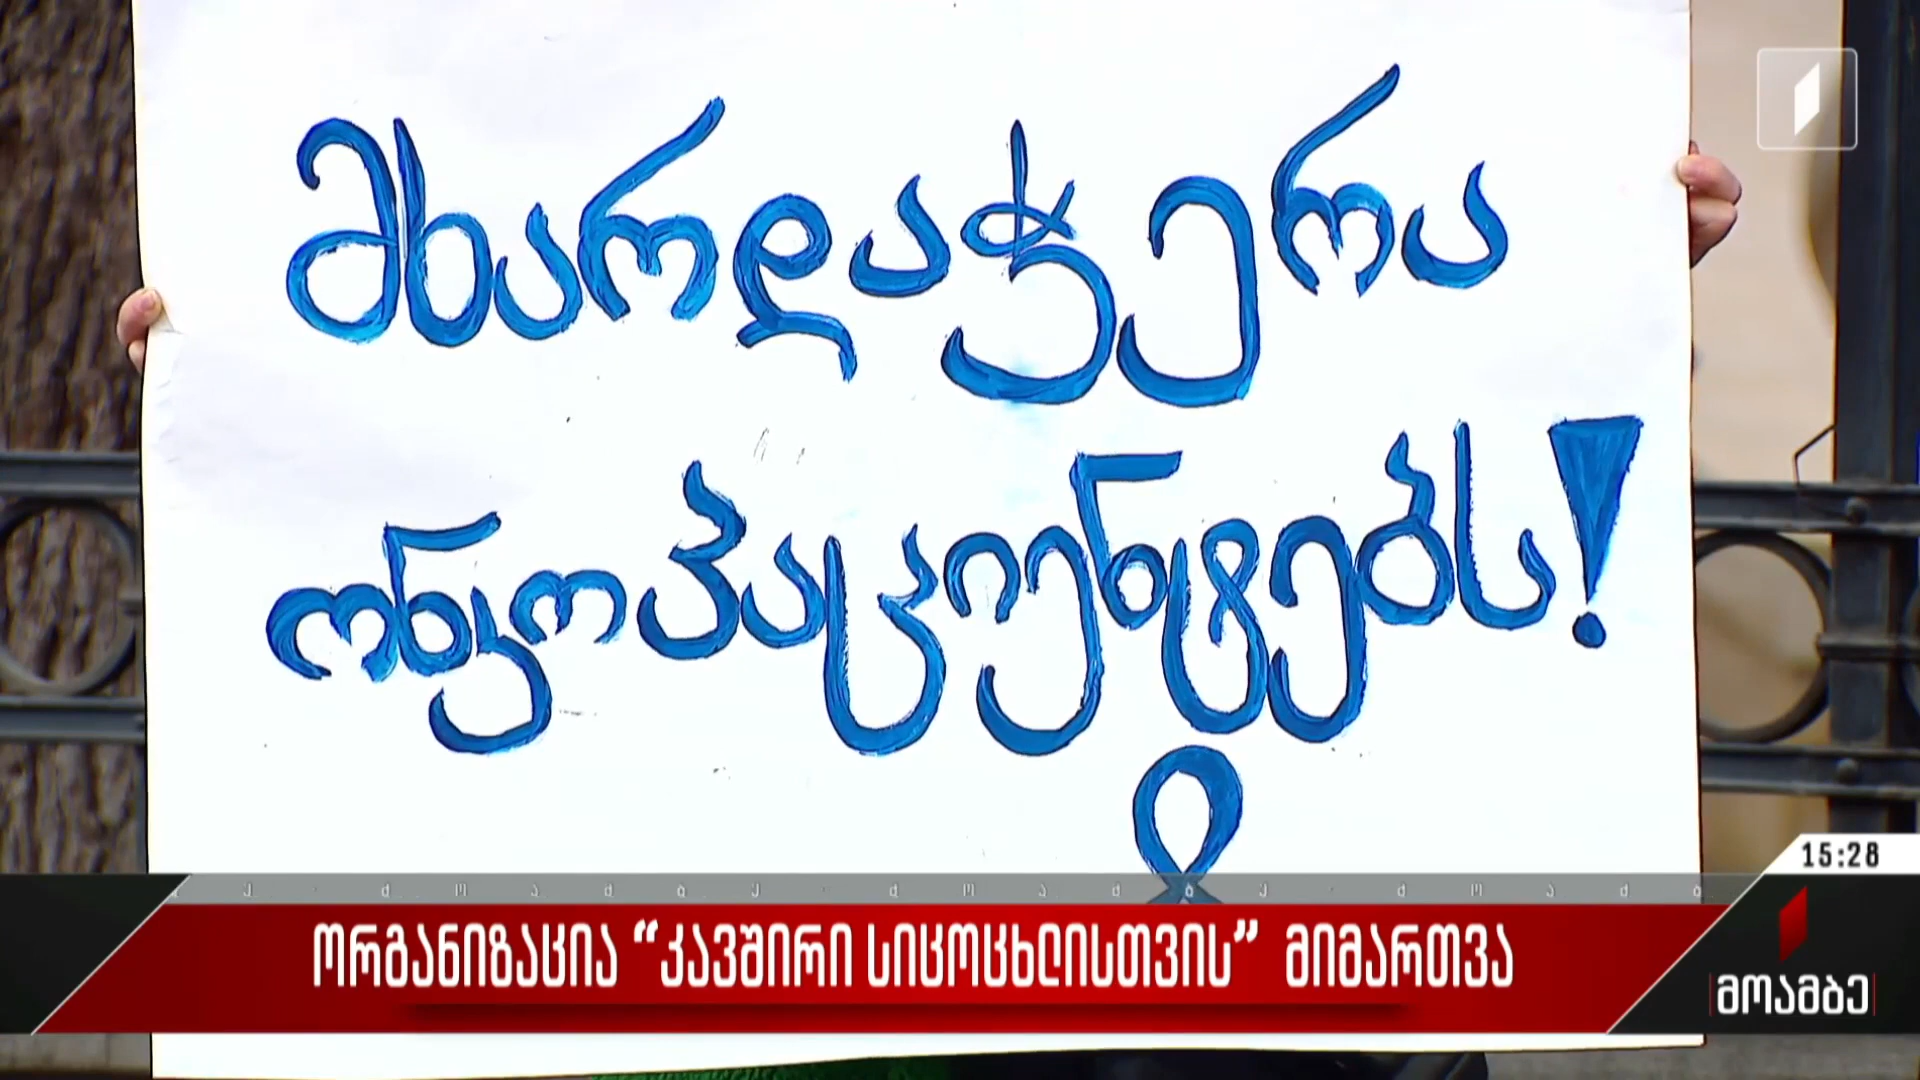 მხარდაჭერა
ონკოპაციენტებს!
15:28
ორგანიზაცია “კავშირი სიცოცხლისთვის” მიმართვა
მოამბე